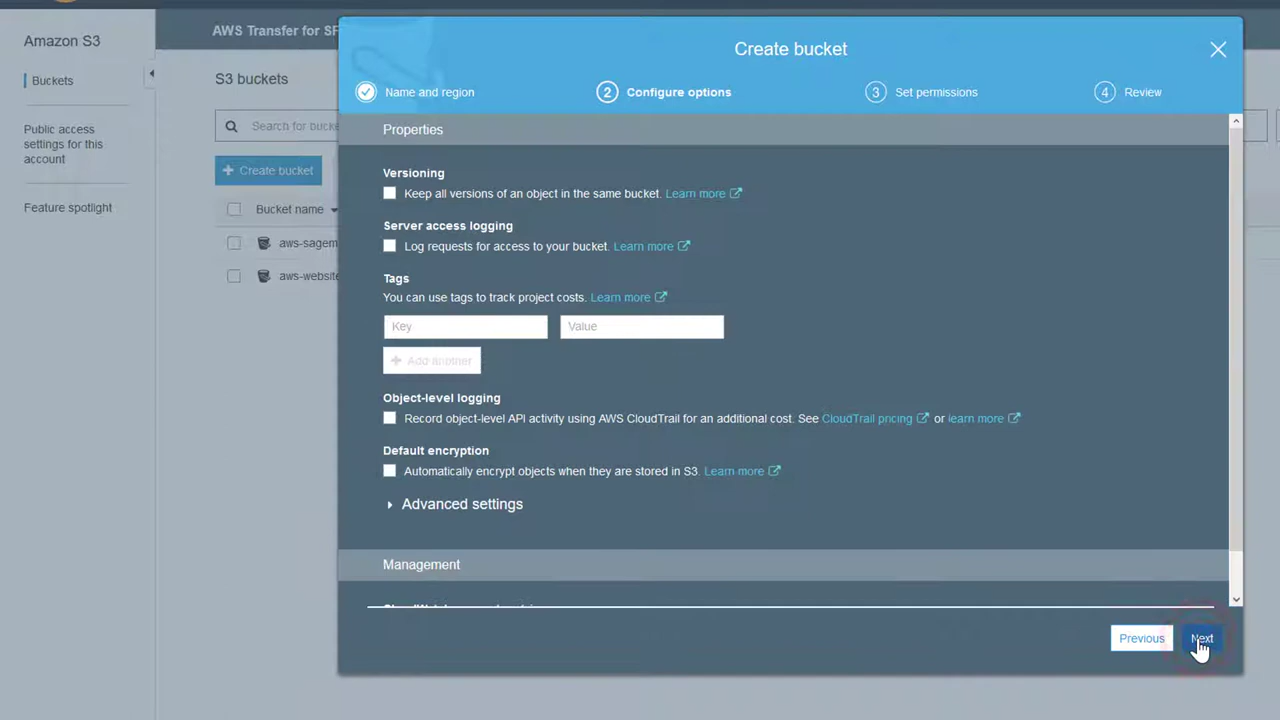 Amazon S3
Buckets
Public access
settings for this
account
Feature spotlight
AWS Transfer for SF
S3 buckets
Search for bucke
Create bucket
Bucket name
aws-sagem
aws-website
Create bucket
Name and region
2 Configure options
3 Set permissions
4 Review
Properties
Versioning
Keep all versions of an object in the same bucket. Learn more
Server access logging
Log requests for access to your bucket. Learn more
Tags
You can use tags to track project costs. Learn more
Key Value
Add another
Object-level logging
Record object-level API activity using AWS CloudTrail for an additional cost. See CloudTrail pricing or learn more
Default encryption
Automatically encrypt objects when they are stored in S3. Learn more
Advanced settings
Management
Previous Next